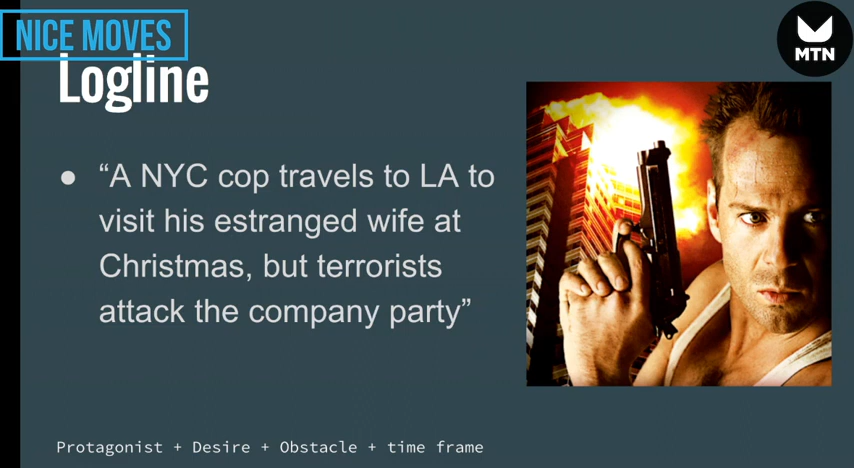 NICE MOVES
MTN
Logline
● “A NYC cop travels to LA to
visit his estranged wife at
Christmas, but terrorists
attack the company party”
Protagonist + Desire + Obstacle + time frame